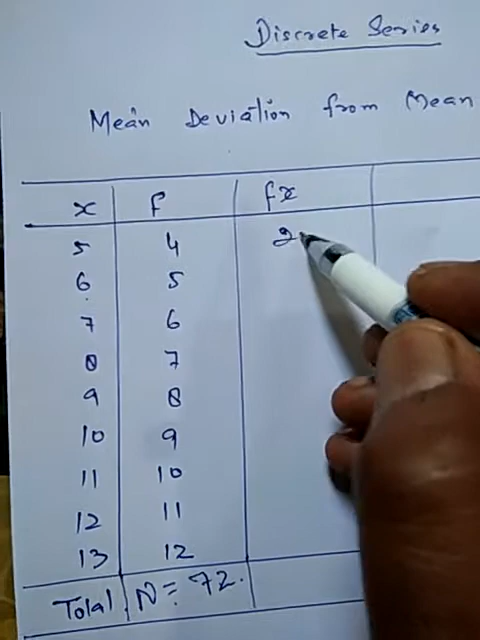 Discrete Series
Mean Deviation from Mean
x f fx
5 4 2
6 5
7 6
8 7
9 8
10 9
11 10
12 11
13 12
Total N = 72.